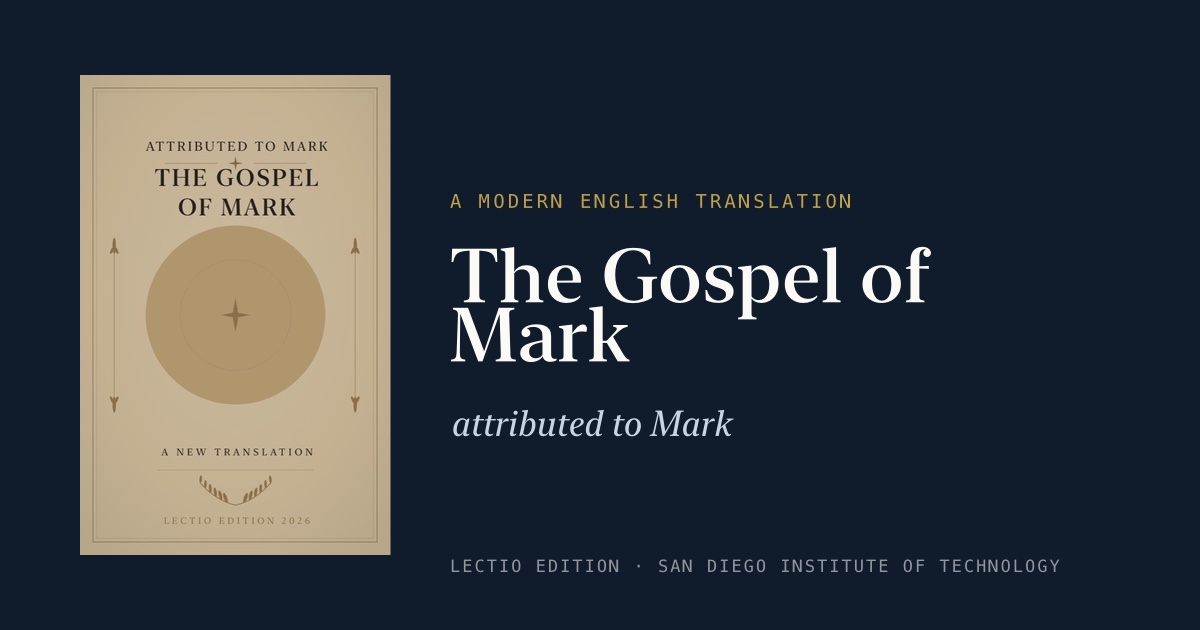 ATTRIBUTED TO MARK
THE GOSPEL
OF MARK
A NEW TRANSLATION
LECTIO EDITION 2026
A MODERN ENGLISH TRANSLATION
The Gospel of
Mark
attributed to Mark
LECTIO EDITION · SAN DIEGO INSTITUTE OF TECHNOLOGY